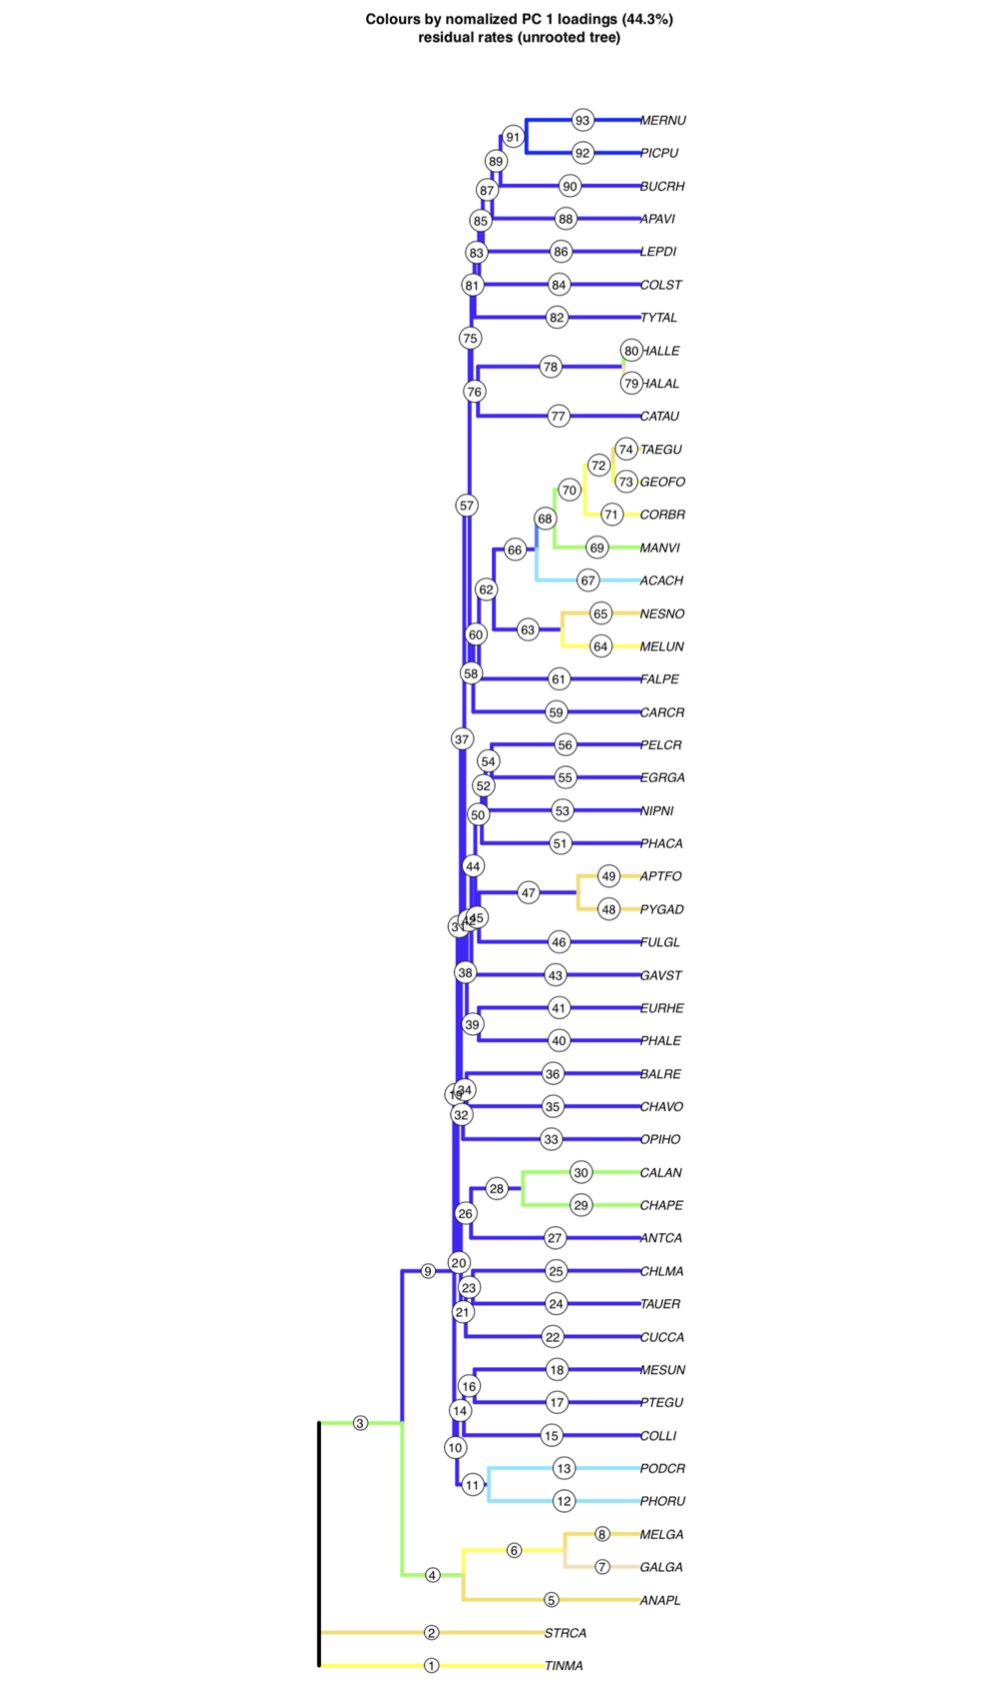 Colours by nomalized PC 1 loadings (44.3%)
residual rates (unrooted tree)
93 MERNU
91
92 PICPU
89
90 BUCRH
87
88 APAVI
85
86 LEPDI
83
84 COLST
81
82 TYTAL
75
80 HALLE
78
79 HALAL
76
77 CATAU
74 TAEGU
72
73 GEOFO
70
57
71 CORBR
68
69 MANVI
66
67 ACACH
62
65 NESNO
63
60
64 MELUN
58
61 FALPE
59 CARCR
37
56 PELCR
54
55 EGRGA
52
53 NIPNI
50
51 PHACA
44
49 APTFO
47
48 PYGAD
45
42
31
46 FULGL
38
43 GAVST
41 EURHE
39
40 PHALE
36 BALRE
34
19
35 CHAVO
32
33 OPIHO
30 CALAN
28
29 CHAPE
26
27 ANTCA
20
9
25 CHLMA
23
24 TAUER
21
22 CUCCA
18 MESUN
16
17 PTEGU
14
3
15 COLLI
10
13 PODCR
11
12 PHORU
8 MELGA
6
7 GALGA
4
5 ANAPL
2 STRCA
1 TINMA